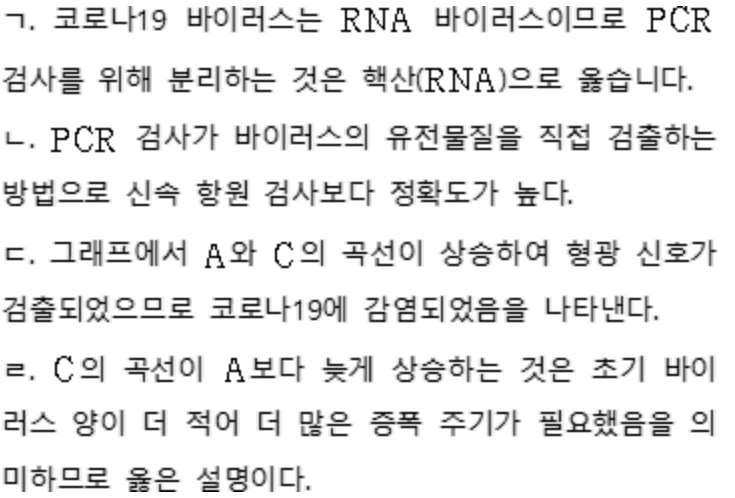 ㄱ. 코로나19 바이러스는 RNA 바이러스이므로 PCR
검사를 위해 분리하는 것은 핵산(RNA)으로 옳습니다.
ㄴ. PCR 검사가 바이러스의 유전물질을 직접 검출하는
방법으로 신속 항원 검사보다 정확도가 높다.
ㄷ. 그래프에서 A와 C의 곡선이 상승하여 형광 신호가
검출되었으므로 코로나19에 감염되었음을 나타낸다.
ㄹ. C의 곡선이 A보다 늦게 상승하는 것은 초기 바이
러스 양이 더 적어 더 많은 증폭 주기가 필요했음을 의
미하므로 옳은 설명이다.